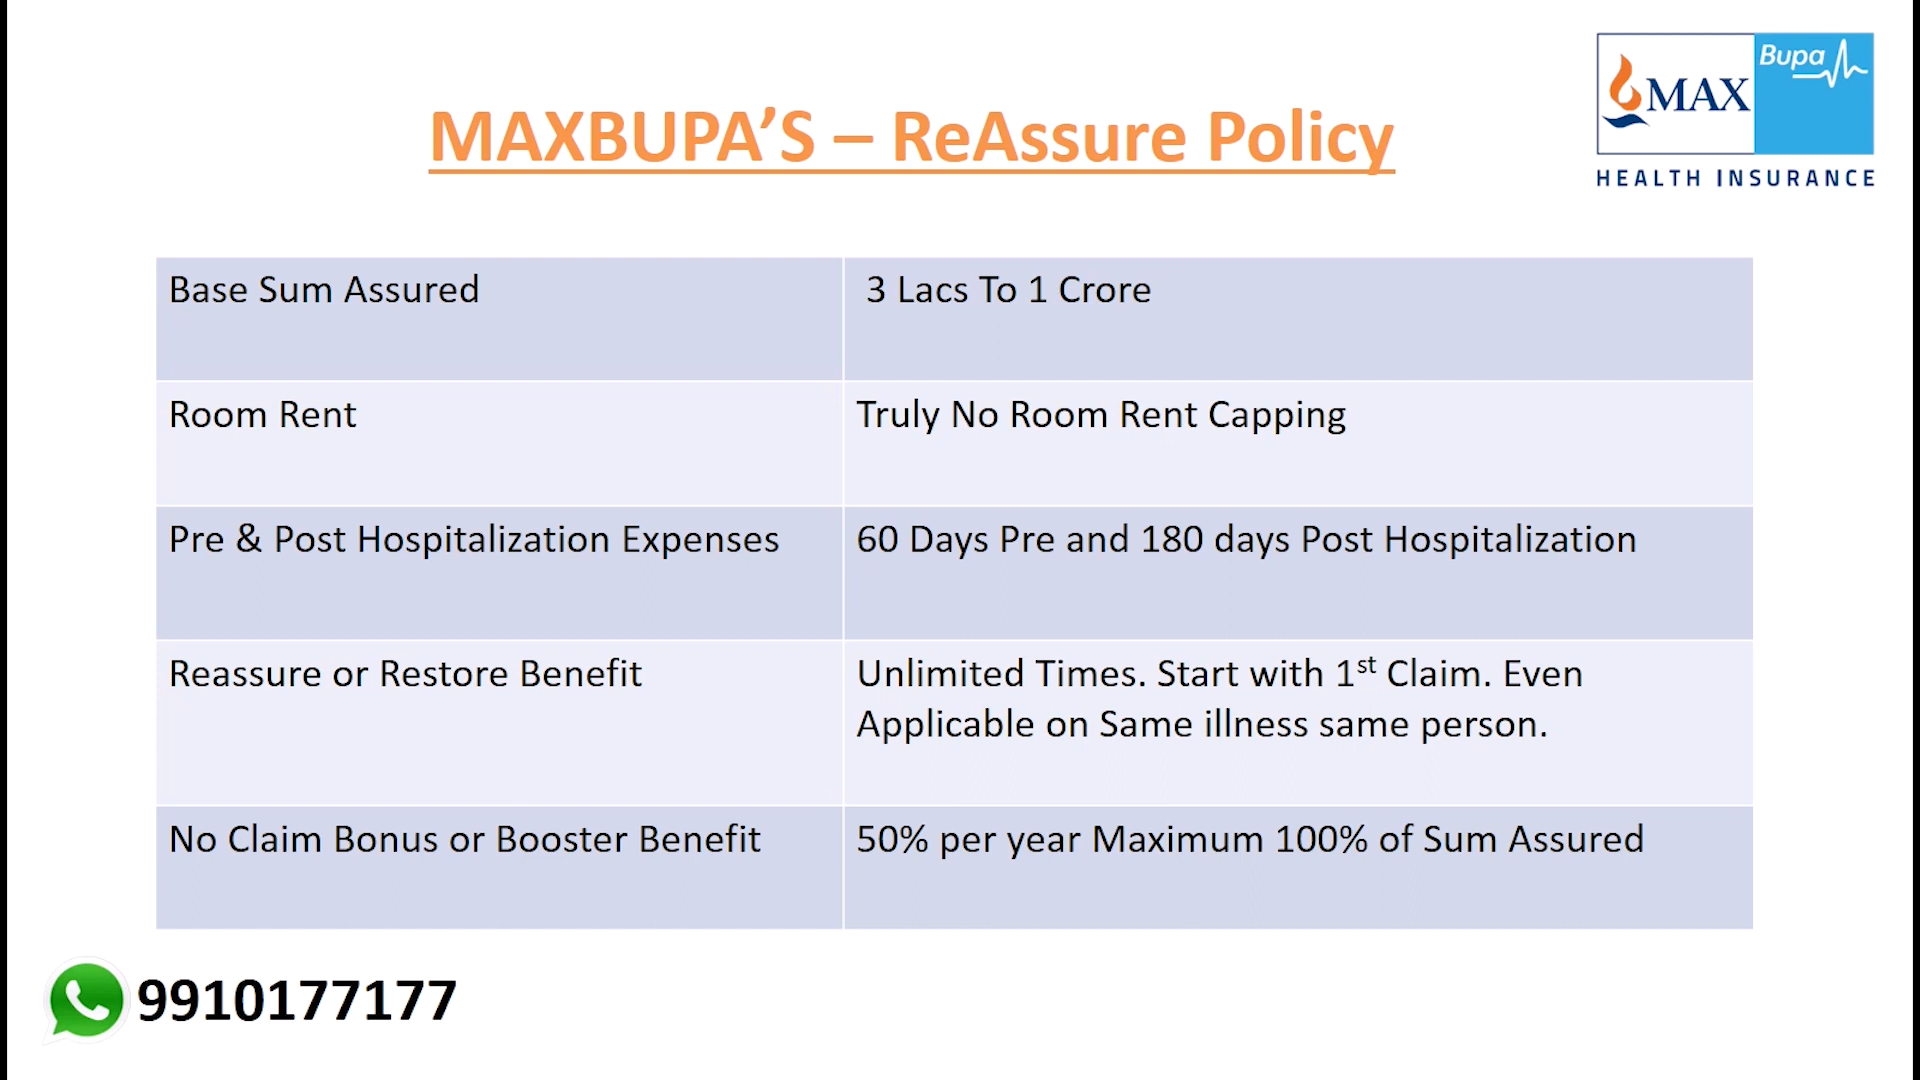 MAX
Bupa
HEALTH INSURANCE
MAXBUPA’S – ReAssure Policy
Base Sum Assured
3 Lacs To 1 Crore
Room Rent
Truly No Room Rent Capping
Pre & Post Hospitalization Expenses
60 Days Pre and 180 days Post Hospitalization
Reassure or Restore Benefit
Unlimited Times. Start with 1st Claim. Even
Applicable on Same illness same person.
No Claim Bonus or Booster Benefit
50% per year Maximum 100% of Sum Assured
9910177177